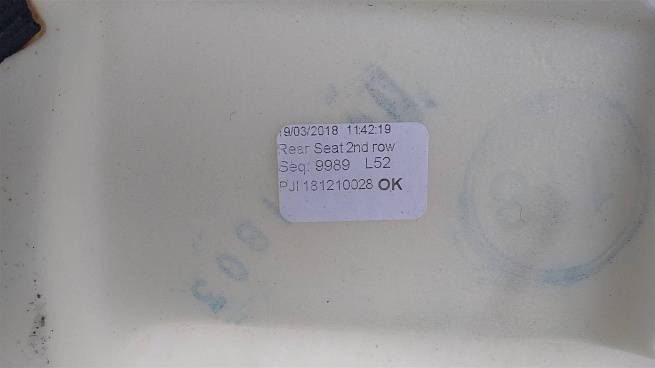 19/03/2018 11:42:19
Rear Seat 2nd row
Seq: 9989 L52
PJI 181210028 OK